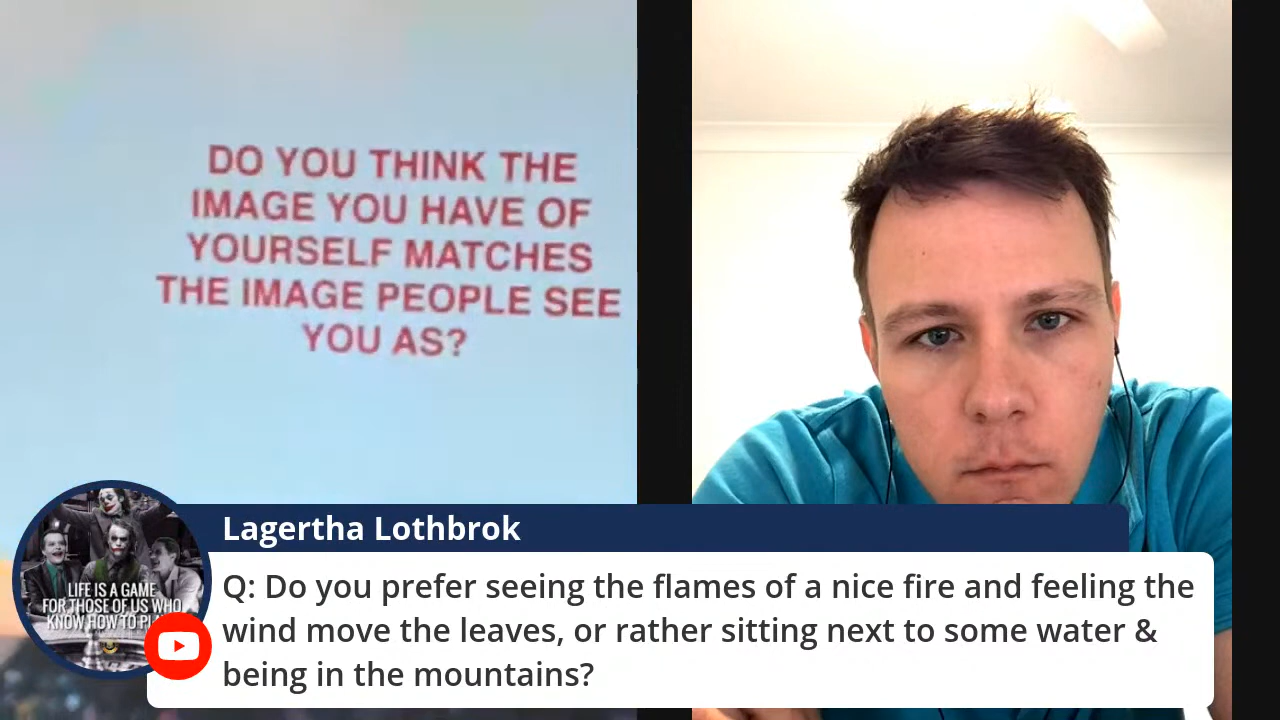 DO YOU THINK THE
IMAGE YOU HAVE OF
YOURSELF MATCHES
THE IMAGE PEOPLE SEE
YOU AS?
Lagertha Lothbrok
Q: Do you prefer seeing the flames of a nice fire and feeling the
wind move the leaves, or rather sitting next to some water &
being in the mountains?
LIFE IS A GAME
FOR THOSE OF US WHO
KNOW HOW TO